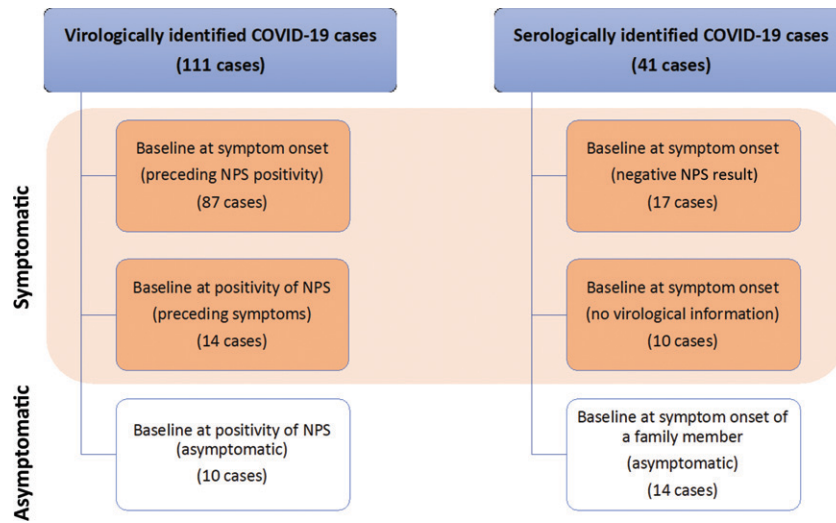 Virologically identified COVID-19 cases
(111 cases)
Serologically identified COVID-19 cases
(41 cases)
Symptomatic
Baseline at symptom onset
(preceding NPS positivity)
(87 cases)
Baseline at symptom onset
(negative NPS result)
(17 cases)
Baseline at positivity of NPS
(preceding symptoms)
(14 cases)
Baseline at symptom onset
(no virological information)
(10 cases)
Asymptomatic
Baseline at positivity of NPS
(asymptomatic)
(10 cases)
Baseline at symptom onset of
a family member
(asymptomatic)
(14 cases)